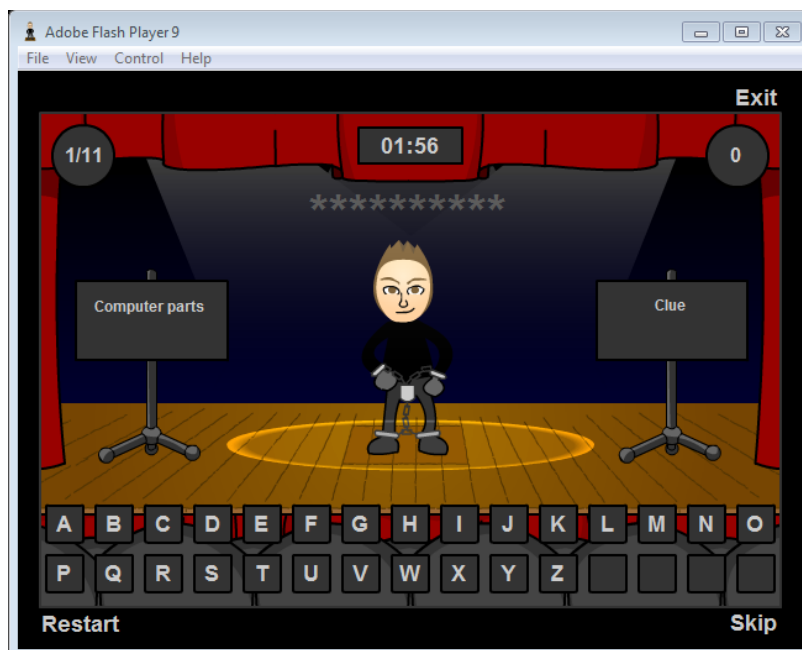 Adobe Flash Player 9
File View Control Help
Exit
1/11
01:56
0
**********
Computer parts
Clue
A B C D E F G H I J K L M N O
P Q R S T U V W X Y Z
Restart
Skip